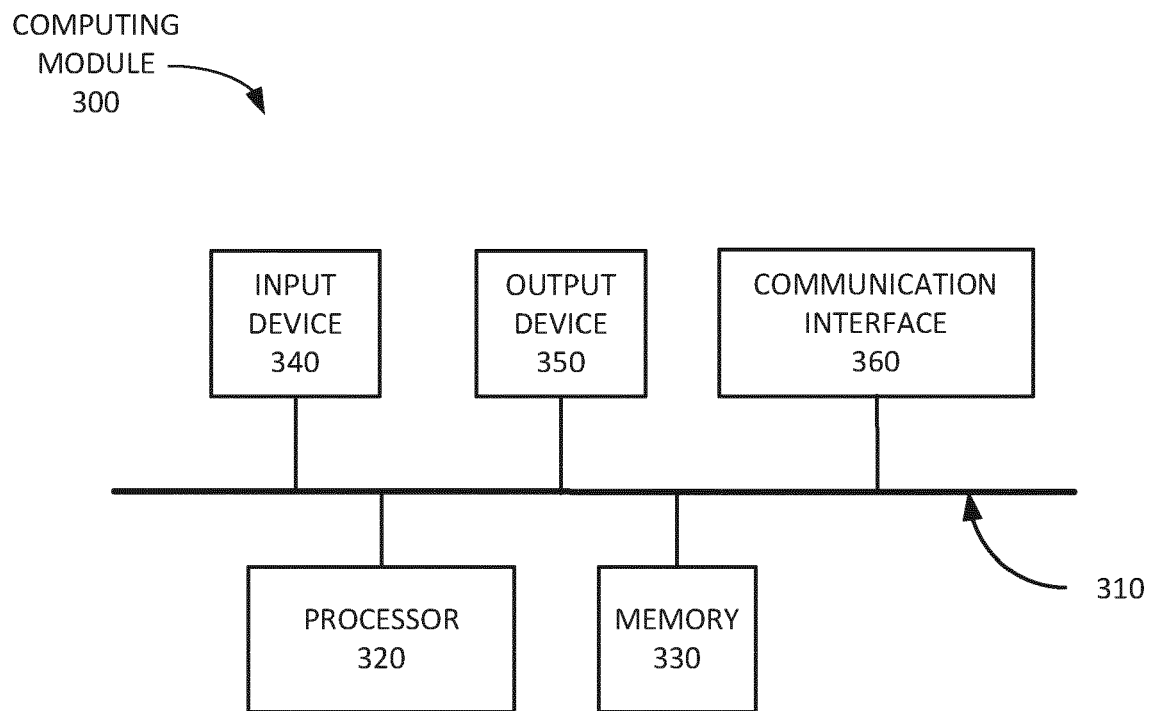 COMPUTING
MODULE
300
INPUT
DEVICE
340
OUTPUT
DEVICE
350
COMMUNICATION
INTERFACE
360
310
PROCESSOR
320
MEMORY
330